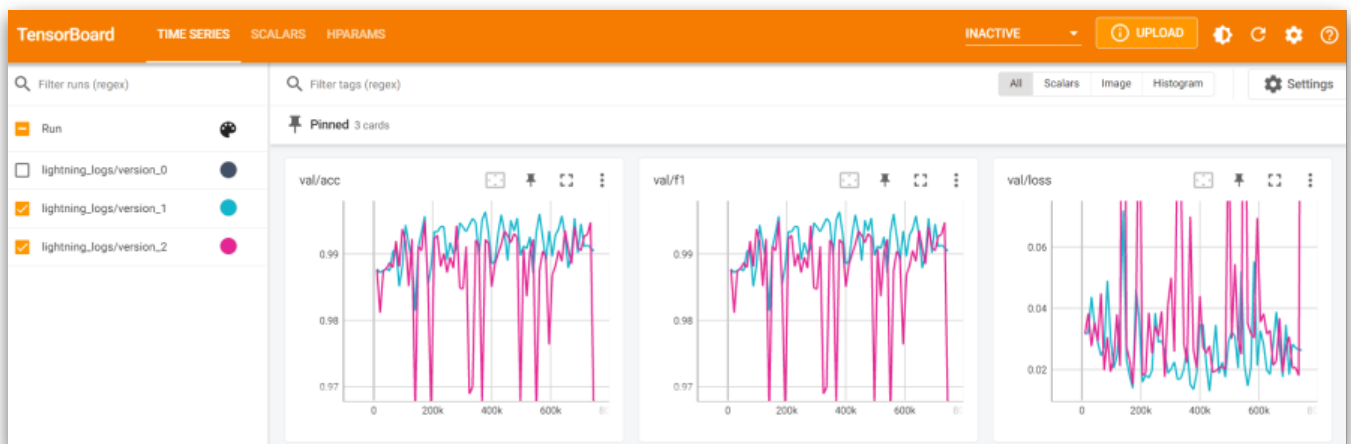 TensorBoard TIME SERIES SCALARS HPARAMS INACTIVE UPLOAD
Filter runs (regex)
Filter tags (regex)
All Scalars Image Histogram Settings
Run
Pinned 3 cards
lightning_logs/version_0
lightning_logs/version_1
lightning_logs/version_2
val/acc
0.99
0.98
0.97
0 200k 400k 600k
val/f1
0.99
0.98
0.97
0 200k 400k 600k
val/loss
0.06
0.04
0.02
0 200k 400k 600k